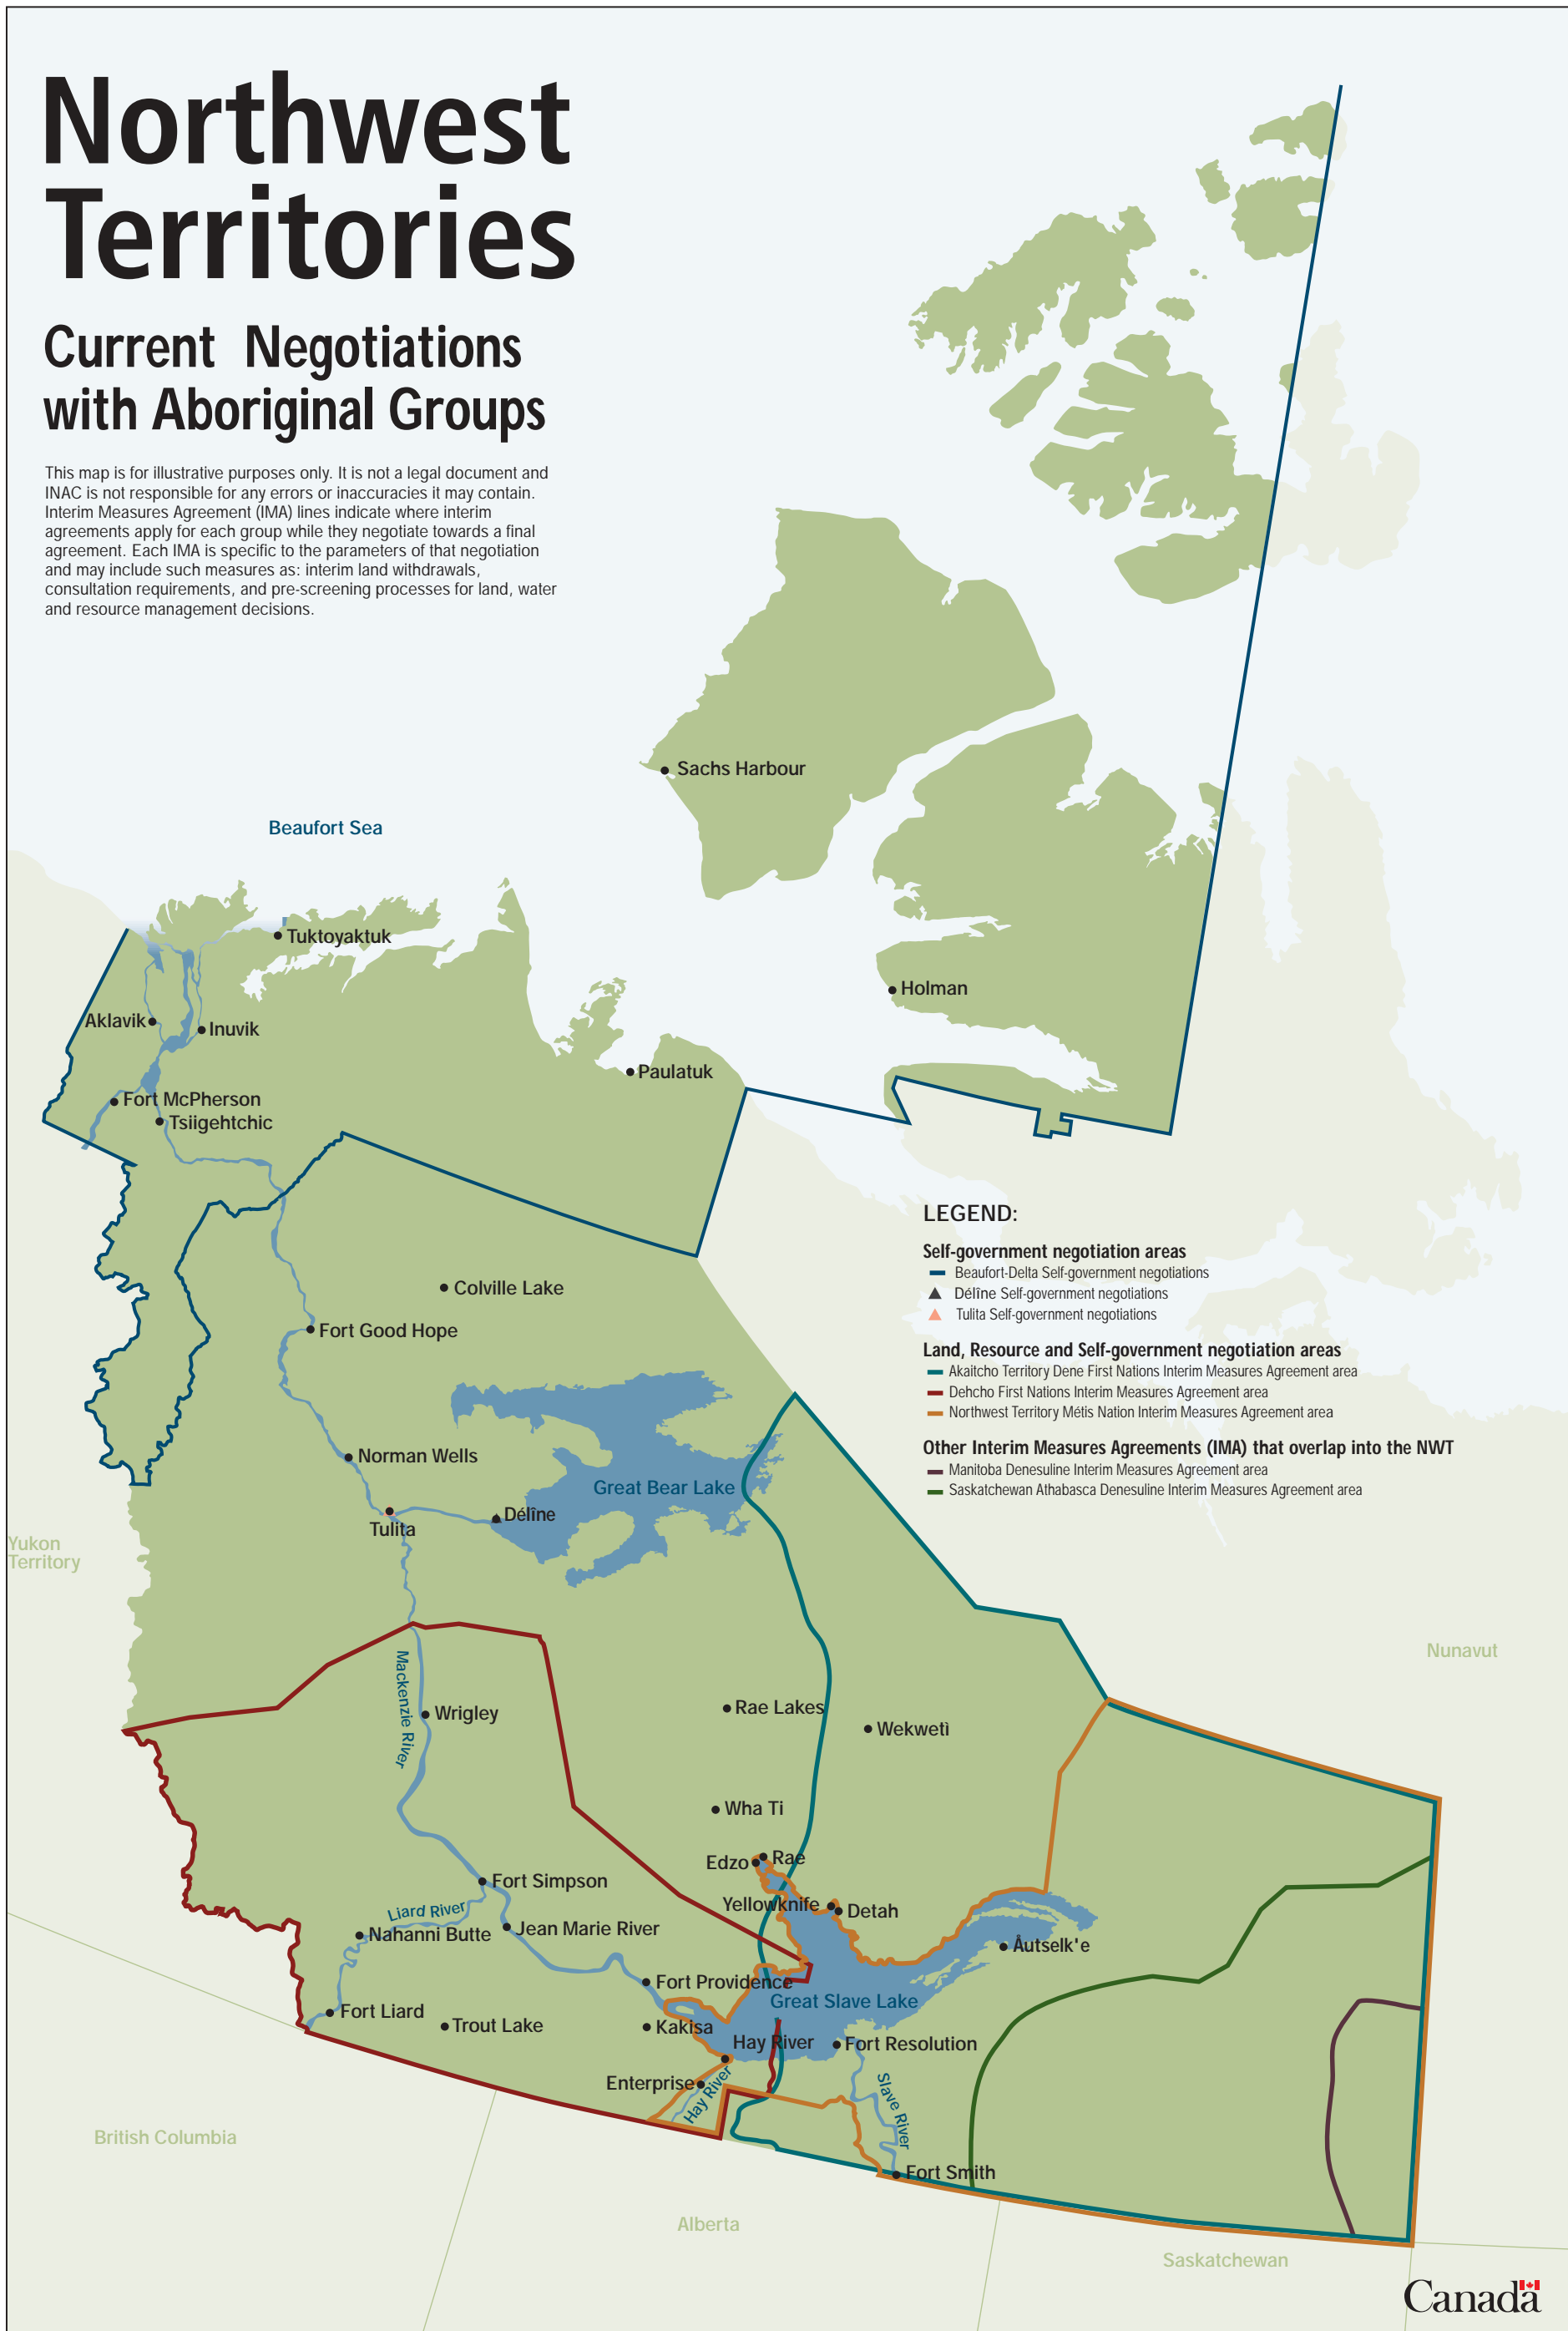 Northwest
Territories
Current Negotiations
with Aboriginal Groups
This map is for illustrative purposes only. It is not a legal document and
INAC is not responsible for any errors or inaccuracies it may contain.
Interim Measures Agreement (IMA) lines indicate where interim
agreements apply for each group while they negotiate towards a final
agreement. Each IMA is specific to the parameters of that negotiation
and may include such measures as: interim land withdrawals,
consultation requirements, and pre-screening processes for land, water
and resource management decisions.
Sachs Harbour
Beaufort Sea
Tuktoyaktuk
Holman
Aklavik
Inuvik
Paulatuk
Fort McPherson
Tsiigehtchic
LEGEND:
Self-government negotiation areas
Beaufort-Delta Self-government negotiations
Délîne Self-government negotiations
Tulita Self-government negotiations
Land, Resource and Self-government negotiation areas
Akaitcho Territory Dene First Nations Interim Measures Agreement area
Dehcho First Nations Interim Measures Agreement area
Northwest Territory Métis Nation Interim Measures Agreement area
Other Interim Measures Agreements (IMA) that overlap into the NWT
Manitoba Denesuline Interim Measures Agreement area
Saskatchewan Athabasca Denesuline Interim Measures Agreement area
Colville Lake
Fort Good Hope
Norman Wells
Great Bear Lake
Délîne
Tulita
Yukon
Territory
Nunavut
Mackenzie River
Wrigley
Rae Lakes
Wekwetì
Wha Ti
Rae
Edzo
Fort Simpson
Yellowknife
Detah
Liard River
Jean Marie River
Nahanni Butte
Åutselk'e
Fort Providence
Great Slave Lake
Fort Liard
Trout Lake
Kakisa
Hay River
Fort Resolution
Enterprise
Hay River
Slave River
Fort Smith
British Columbia
Alberta
Saskatchewan
Canada